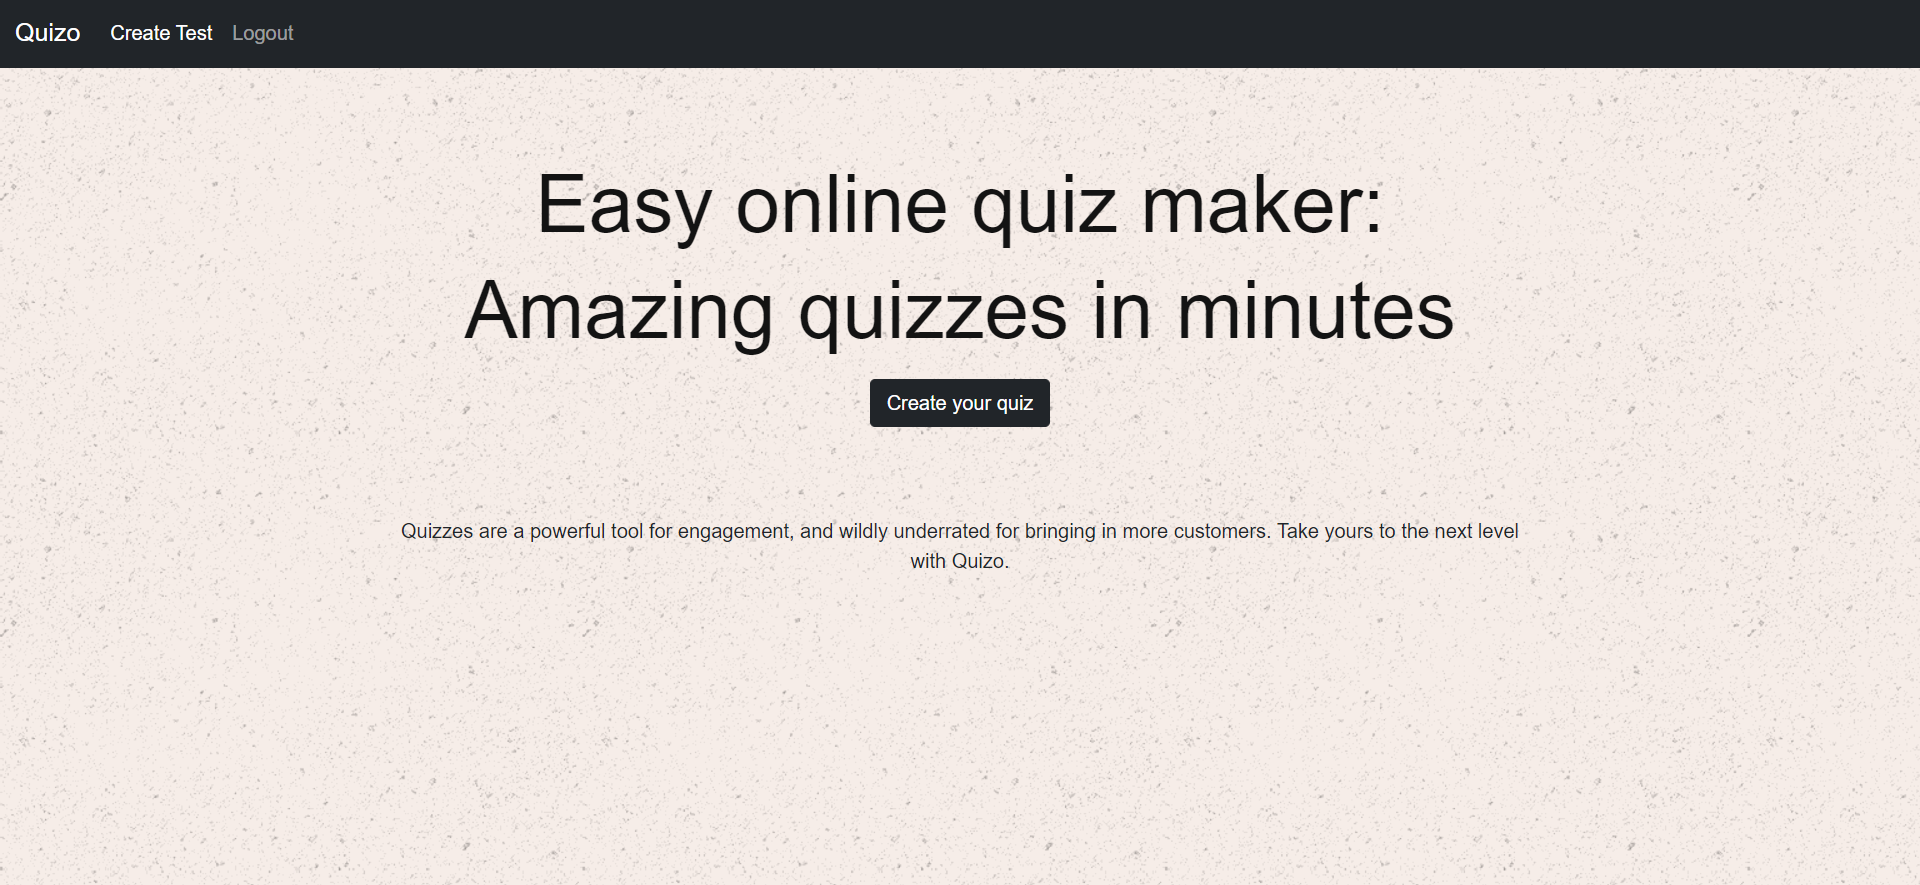 Quizo Create Test Logout
Easy online quiz maker:
Amazing quizzes in minutes
Create your quiz
Quizzes are a powerful tool for engagement, and wildly underrated for bringing in more customers. Take yours to the next level
with Quizo.